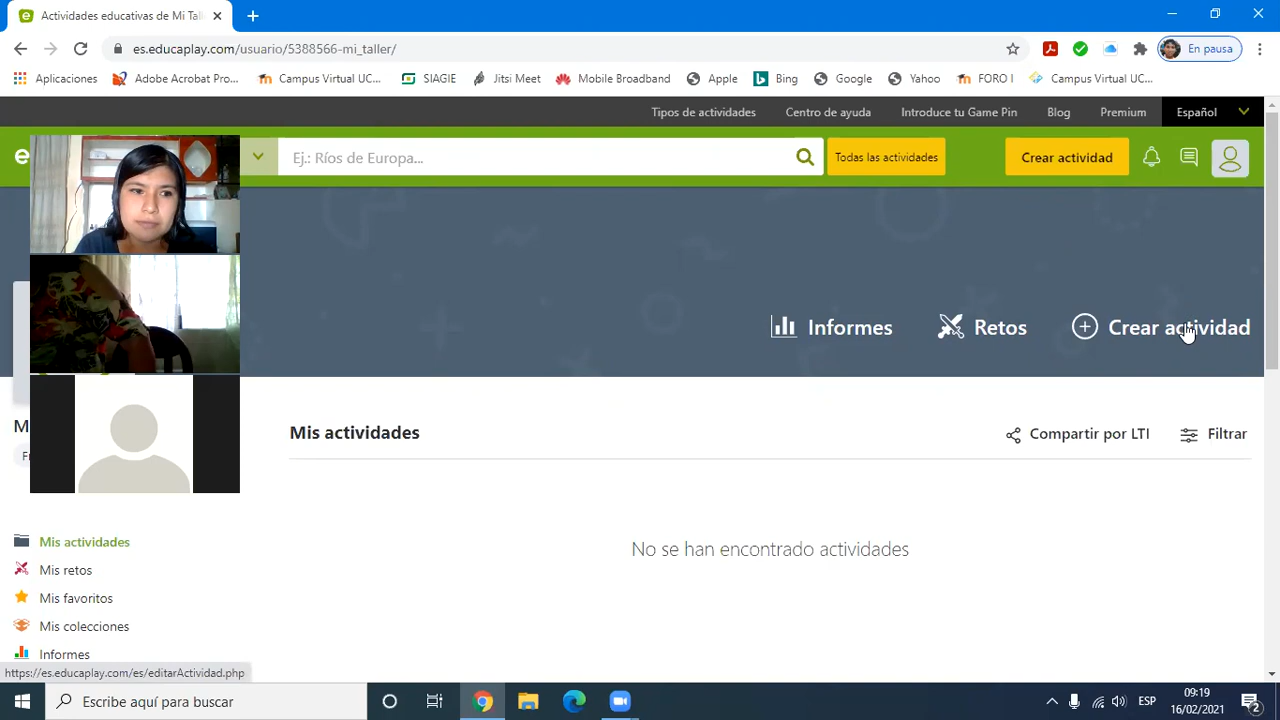 Actividades educativas de Mi Tall
es.educaplay.com/usuario/5388566-mi_taller/
En pausa
Aplicaciones
Adobe Acrobat Pro...
Campus Virtual UC...
SIAGIE
Jitsi Meet
Mobile Broadband
Apple
Bing
Google
Yahoo
FORO I
Campus Virtual UC...
Tipos de actividades
Centro de ayuda
Introduce tu Game Pin
Blog
Premium
Español
e
Ej.: Ríos de Europa...
Todas las actividades
Crear actividad
Informes
Retos
Crear actividad
M
Mis actividades
Compartir por LTI
Filtrar
No se han encontrado actividades
Mis actividades
Mis retos
Mis favoritos
Mis colecciones
Informes
https://es.educaplay.com/es/editarActividad.php
Escribe aquí para buscar
ESP
09:19
16/02/2021
2